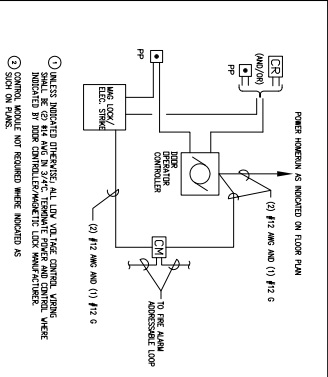 POWER HOMERUN AS INDICATED ON FLOOR PLAN
CR
(AND/OR)
PP
(2) #12 AWG AND (1) #12 G
DOOR
OPERATOR
CONTROLLER
PP
MAG LOCK/
ELEC. STRIKE
CM
TO FIRE ALARM
ADDRESSABLE LOOP
(2) #12 AWG AND (1) #12 G
1 UNLESS INDICATED OTHERWISE: ALL LOW VOLTAGE CONTROL WIRING
SHALL BE (2) #14 AWG IN 3/4"C. TERMINATE POWER AND CONTROL WHERE
INDICATED BY DOOR CONTROLLER/MAGNETIC LOCK MANUFACTURER.
2 CONTROL MODULE NOT REQUIRED WHERE INDICATED AS
SUCH ON PLANS.